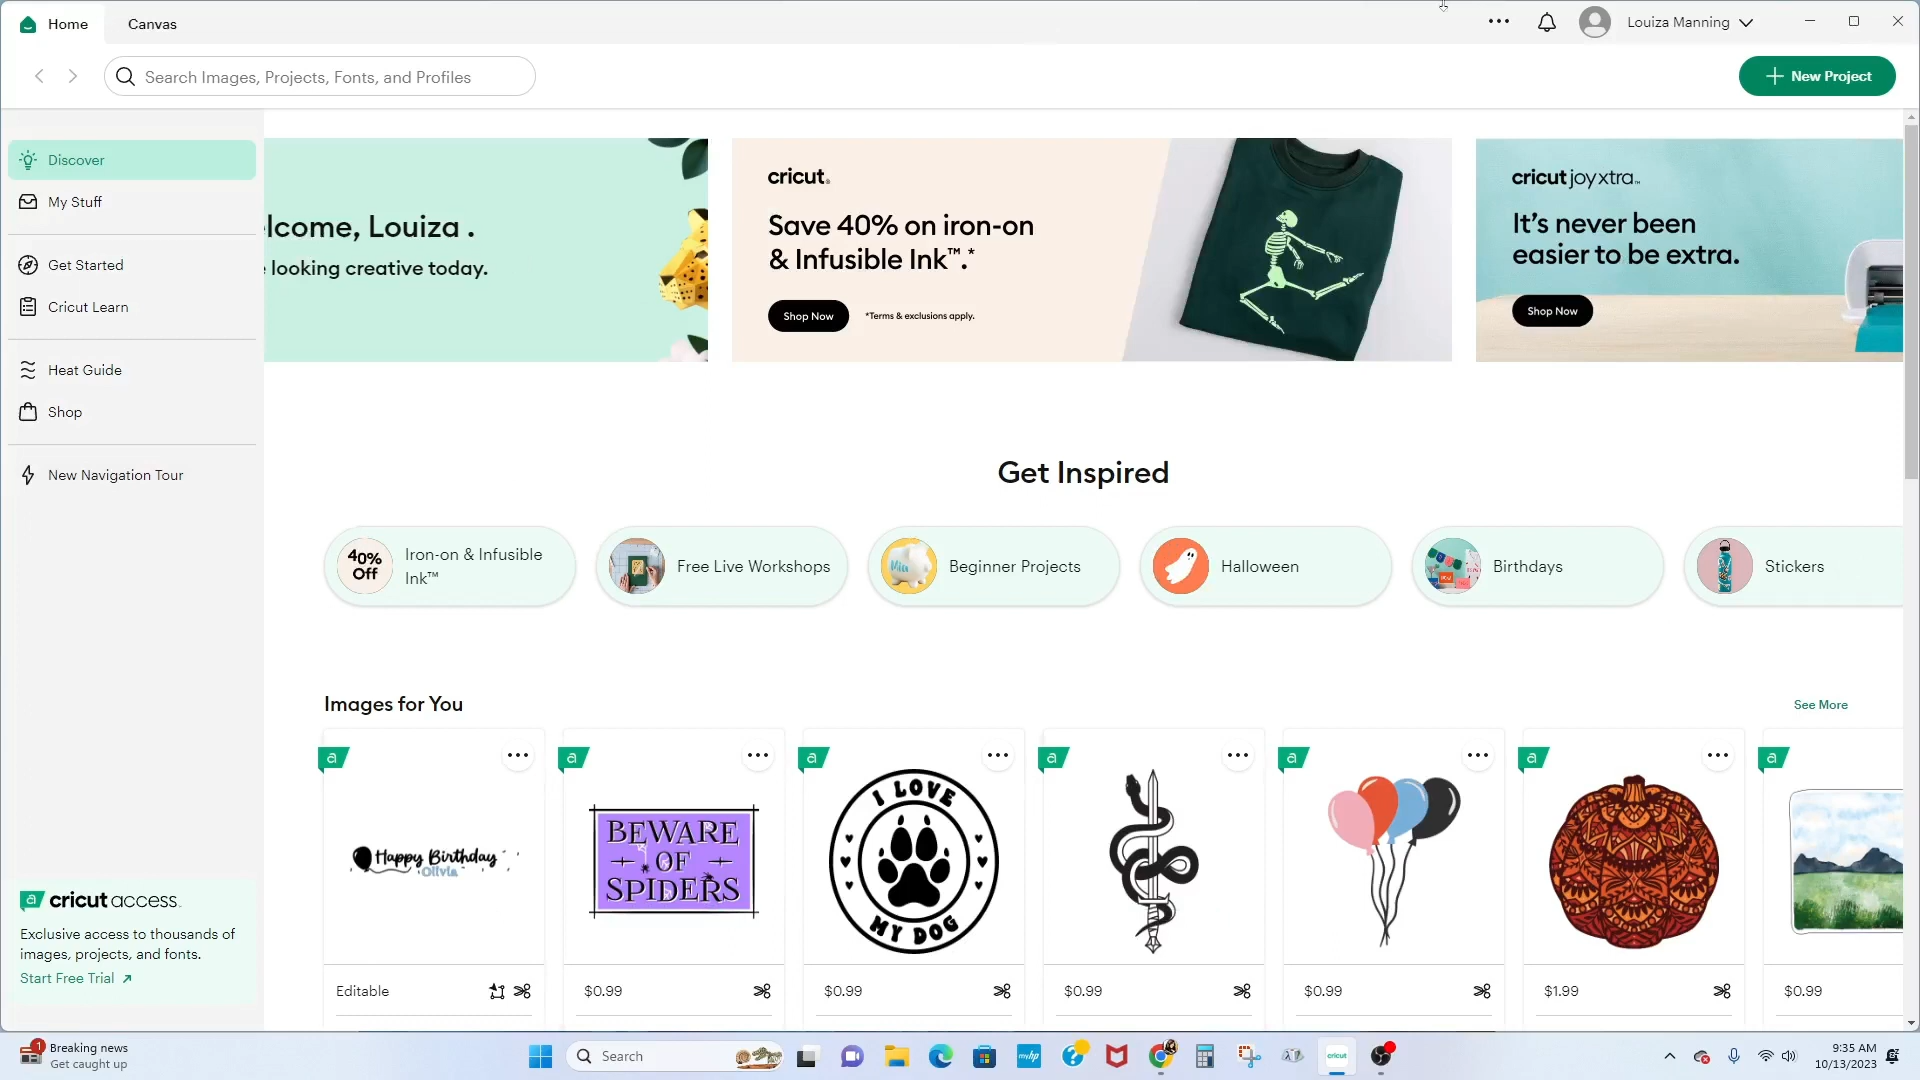 Home
Canvas
Louiza Manning
Search Images, Projects, Fonts, and Profiles
New Project
Discover
My Stuff
Get Started
Cricut Learn
Heat Guide
Shop
New Navigation Tour
lcome, Louiza .
looking creative today.
cricut
Save 40% on iron-on
& Infusible Ink™.*
Shop Now
*Terms & exclusions apply.
cricut joy xtra™
It's never been
easier to be extra.
Shop Now
Get Inspired
40%
Off
Iron-on & Infusible
Ink™
Free Live Workshops
Beginner Projects
Halloween
Birthdays
Stickers
Images for You
See More
a
a
a
a
a
a
a
Happy Birthday
Olivia
BEWARE
OF
SPIDERS
I LOVE
MY DOG
Editable
$0.99
$0.99
$0.99
$0.99
$1.99
$0.99
a cricut access
Exclusive access to thousands of
images, projects, and fonts.
Start Free Trial
1
Breaking news
Get caught up
Search
myhp
cricut
9:35 AM
10/13/2023